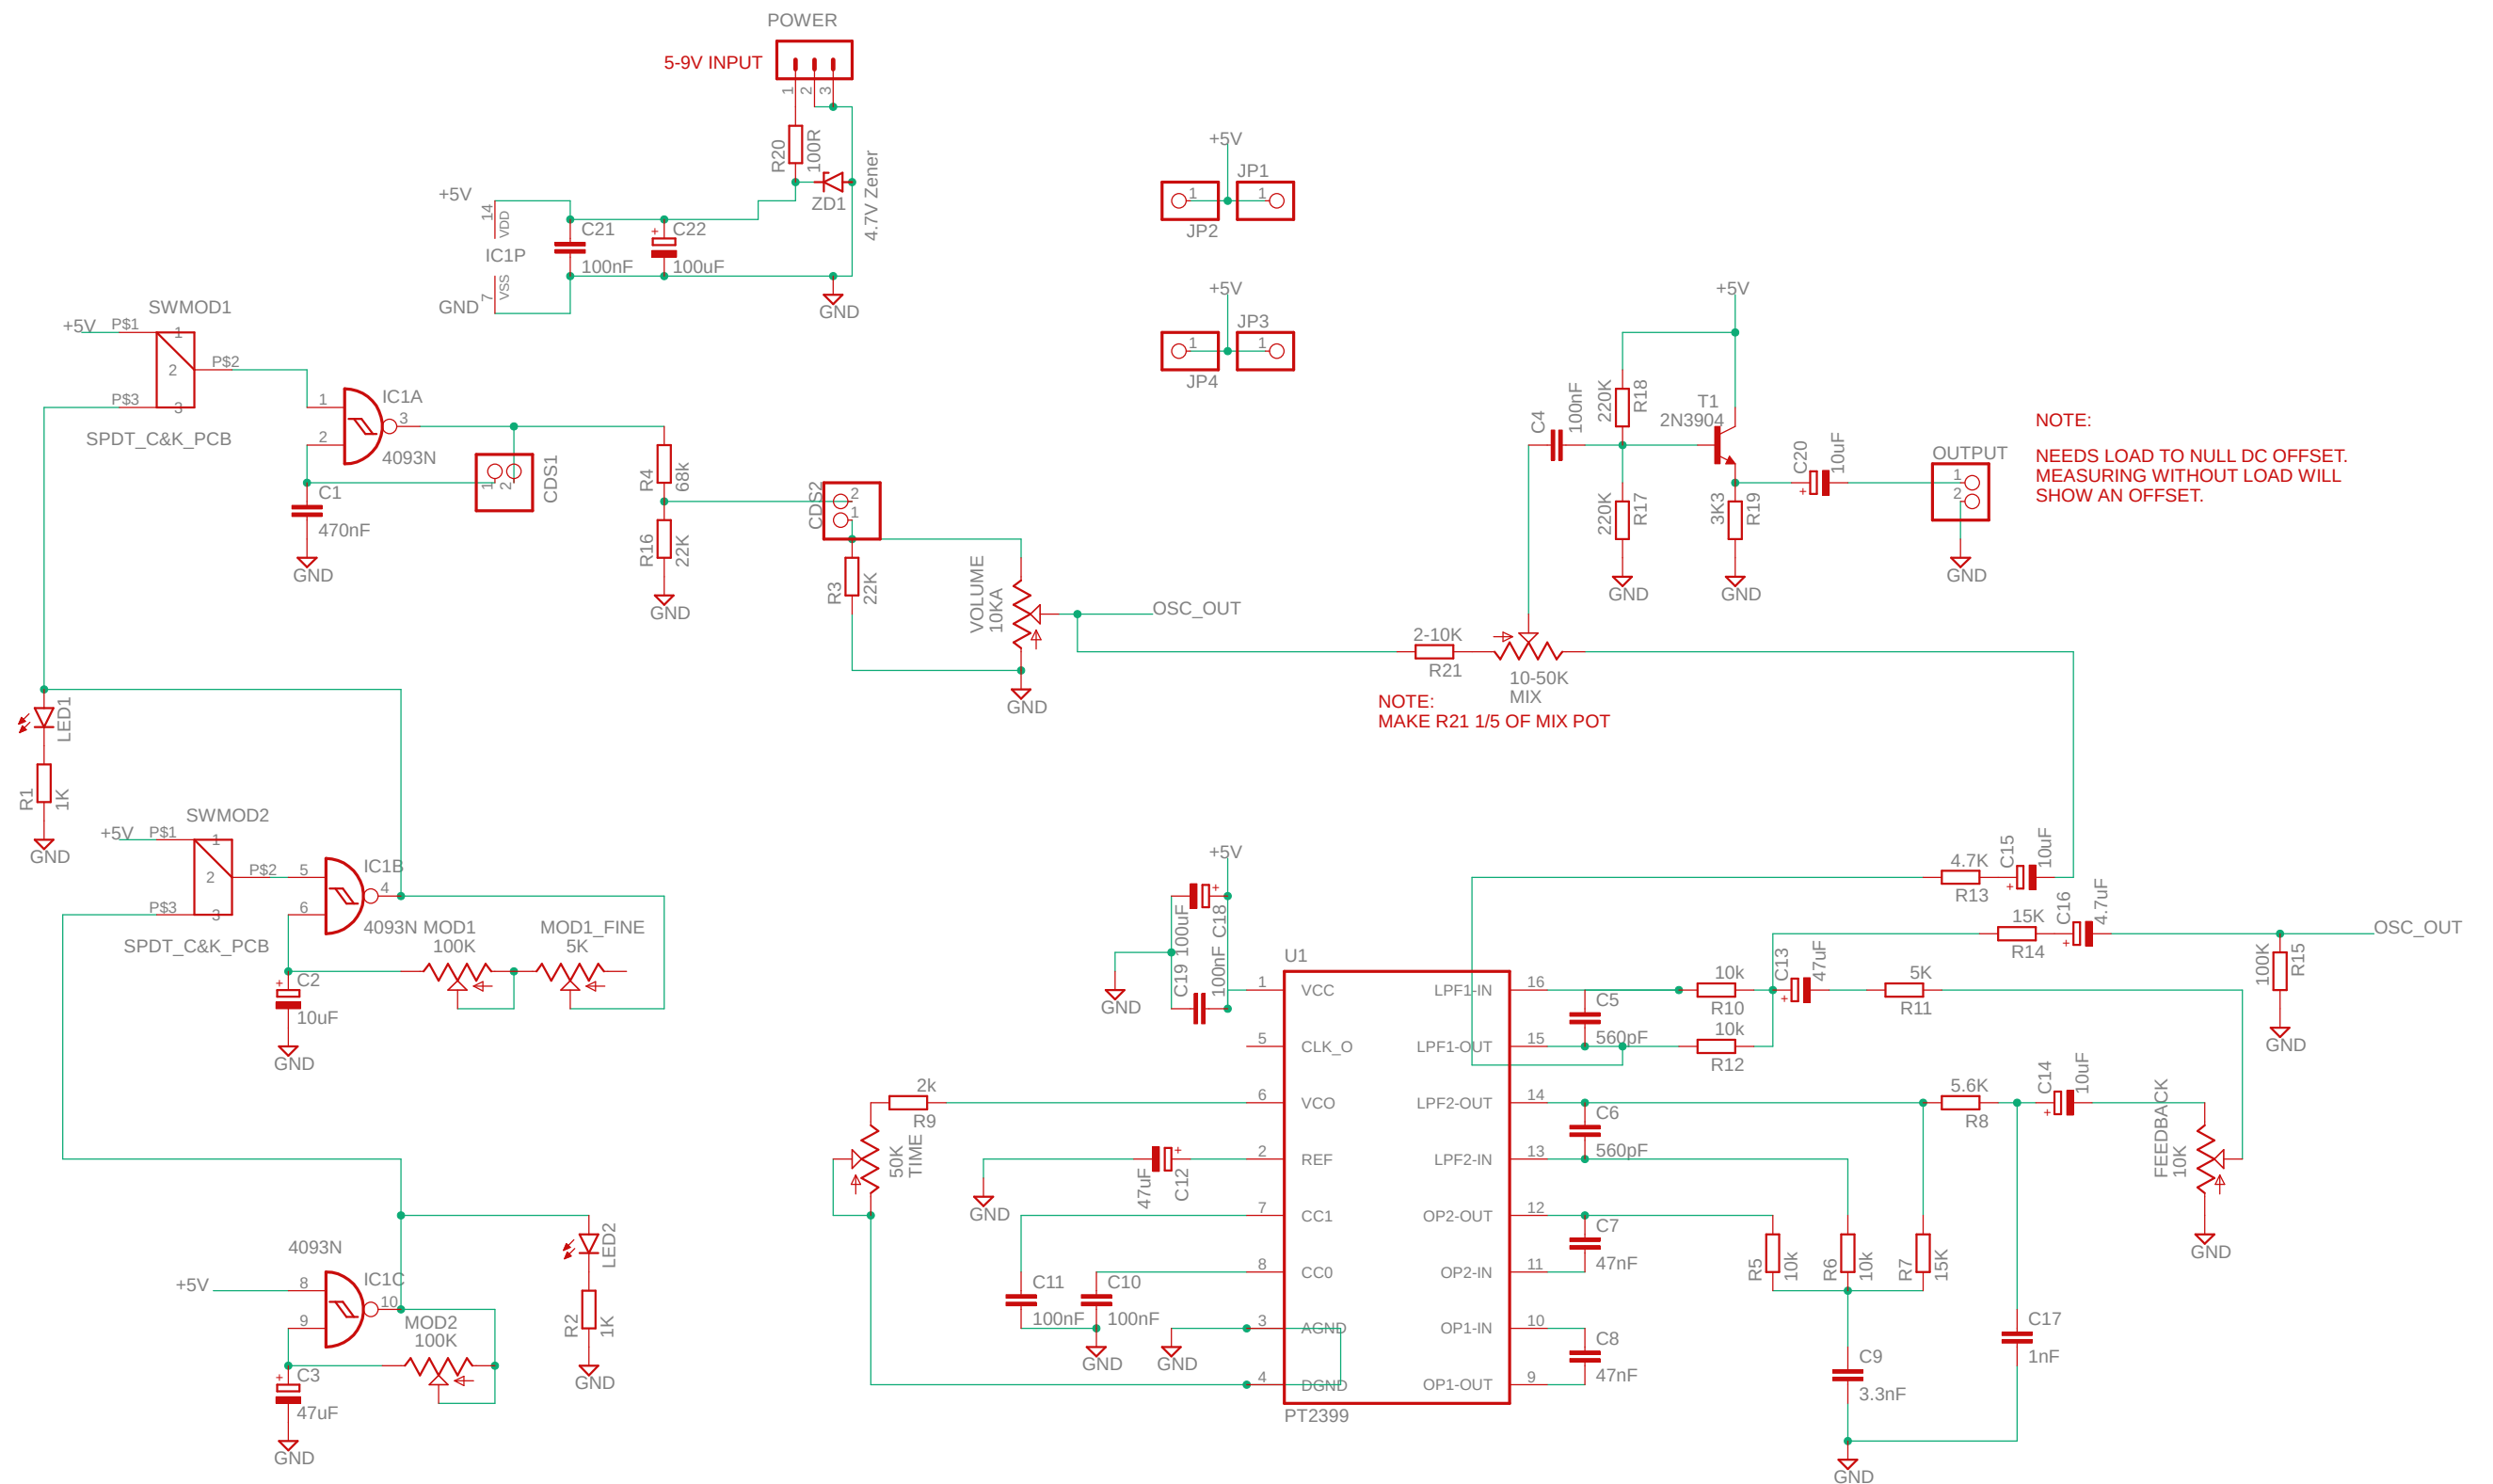 POWER
5-9V INPUT
1
2
3
R20
100R
ZD1
4.7V Zener
+5V
14
VDD
IC1P
GND
7
VSS
C21
100nF
+
C22
100uF
GND
+5V
JP1
1
1
JP2
+5V
JP3
1
1
JP4
SWMOD1
+5V
P$1
1
2
P$2
P$3
3
SPDT_C&K_PCB
1
2
IC1A
3
4093N
C1
470nF
GND
1
2
CDS1
R4
68k
R16
22K
GND
CDS2
2
1
R3
22K
VOLUME
10KA
GND
OSC_OUT
2-10K
R21
10-50K
MIX
NOTE:
MAKE R21 1/5 OF MIX POT
C4
100nF
220K
R18
220K
R17
GND
+5V
T1
2N3904
3K3
R19
GND
C20
10uF
+
OUTPUT
1
2
GND
NOTE:
NEEDS LOAD TO NULL DC OFFSET.
MEASURING WITHOUT LOAD WILL
SHOW AN OFFSET.
LED1
R1
1K
GND
SWMOD2
+5V
P$1
1
2
P$2
P$3
3
SPDT_C&K_PCB
5
6
IC1B
4
4093N
MOD1
100K
MOD1_FINE
5K
+
C2
10uF
GND
4093N
+5V
8
9
IC1C
10
MOD2
100K
+
C3
47uF
GND
LED2
R2
1K
GND
+5V
+
100uF
C18
C19
100nF
GND
2k
R9
50K
TIME
47uF
C12
+
GND
C11
100nF
C10
100nF
GND
GND
U1
1
VCC
5
CLK_O
6
VCO
2
REF
7
CC1
8
CC0
3
AGND
4
DGND
LPF1-IN
16
LPF1-OUT
15
LPF2-OUT
14
LPF2-IN
13
OP2-OUT
12
OP2-IN
11
OP1-IN
10
OP1-OUT
9
PT2399
C5
560pF
C6
560pF
C7
47nF
C8
47nF
10k
R10
10k
R12
C13
47uF
+
5K
R11
4.7K
R13
C15
10uF
+
15K
R14
C16
4.7uF
+
OSC_OUT
100K
R15
GND
5.6K
R8
C14
10uF
+
FEEDBACK
10K
GND
R5
10k
R6
10k
R7
15K
C9
3.3nF
C17
1nF
GND